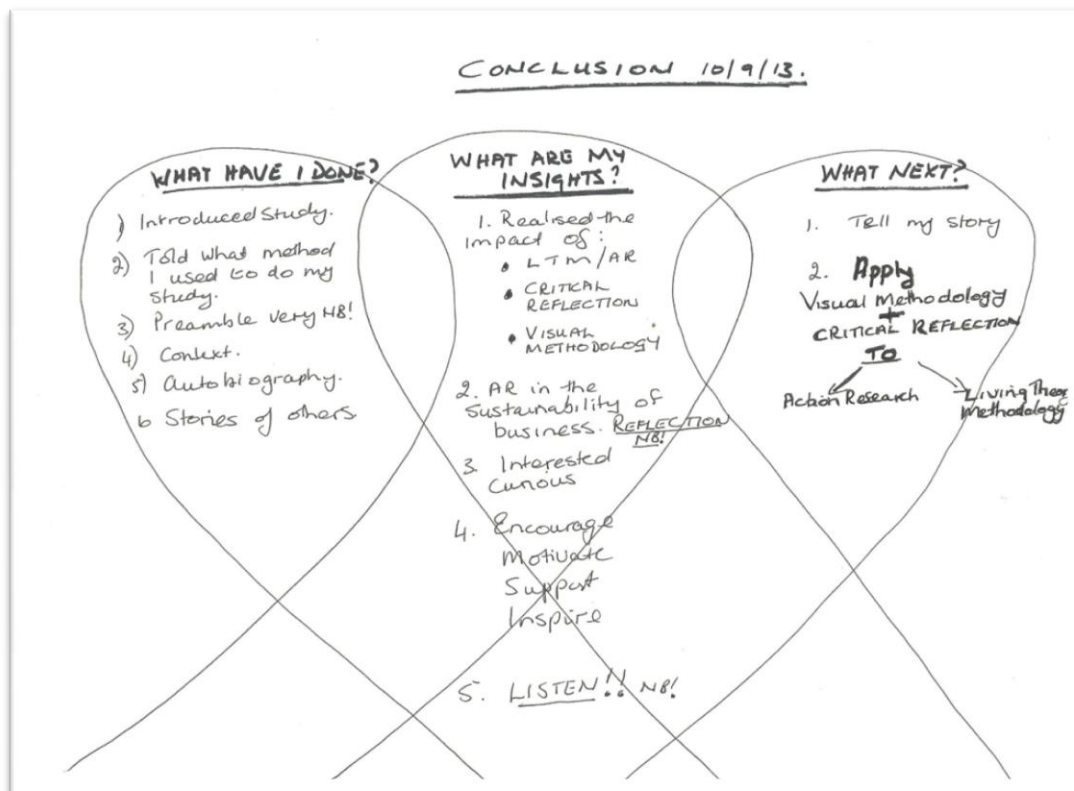 CONCLUSION 10/9/13.
WHAT HAVE I DONE?
1) Introduced Study.
2) Told what method
I used to do my
study.
3) Preamble very NB!
4) Context.
5) Autobiography.
6 Stories of others
WHAT ARE MY
INSIGHTS?
1. Realised the
impact of:
• LTM/AR
• CRITICAL
REFLECTION
• VISUAL
METHODOLOGY
2. AR in the
Sustainability of
business. REFLECTION
NB!
3 Interested
Curious
4. Encourage
Motivate
Support
Inspire
5. LISTEN!! NB!
WHAT NEXT?
1. Tell my story
2. Apply
Visual Methodology
+
CRITICAL REFLECTION
TO
Action Research
Living Theory
Methodology